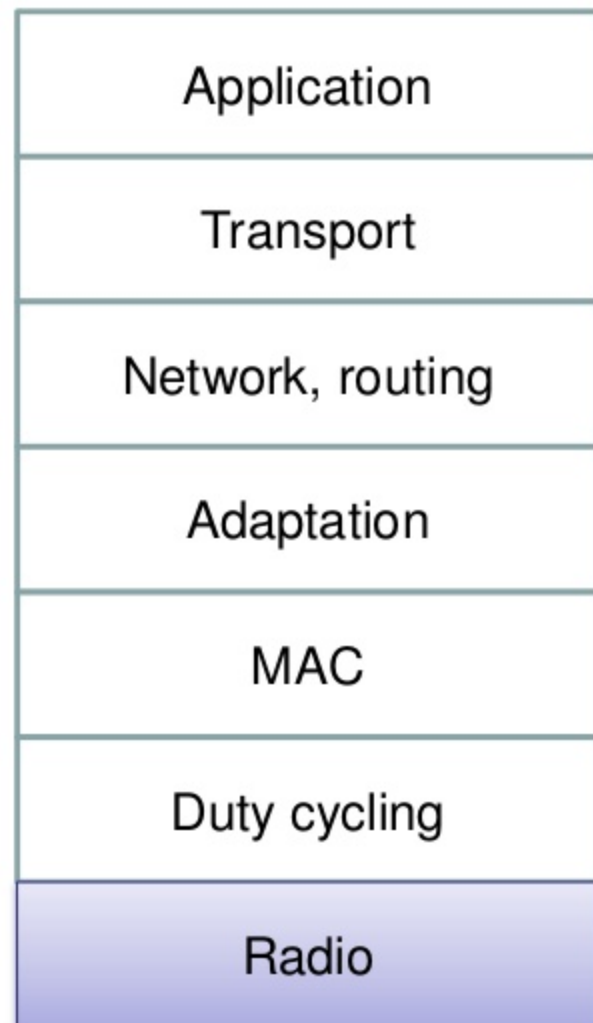 Application
Transport
Network, routing
Adaptation
MAC
Duty cycling
Radio